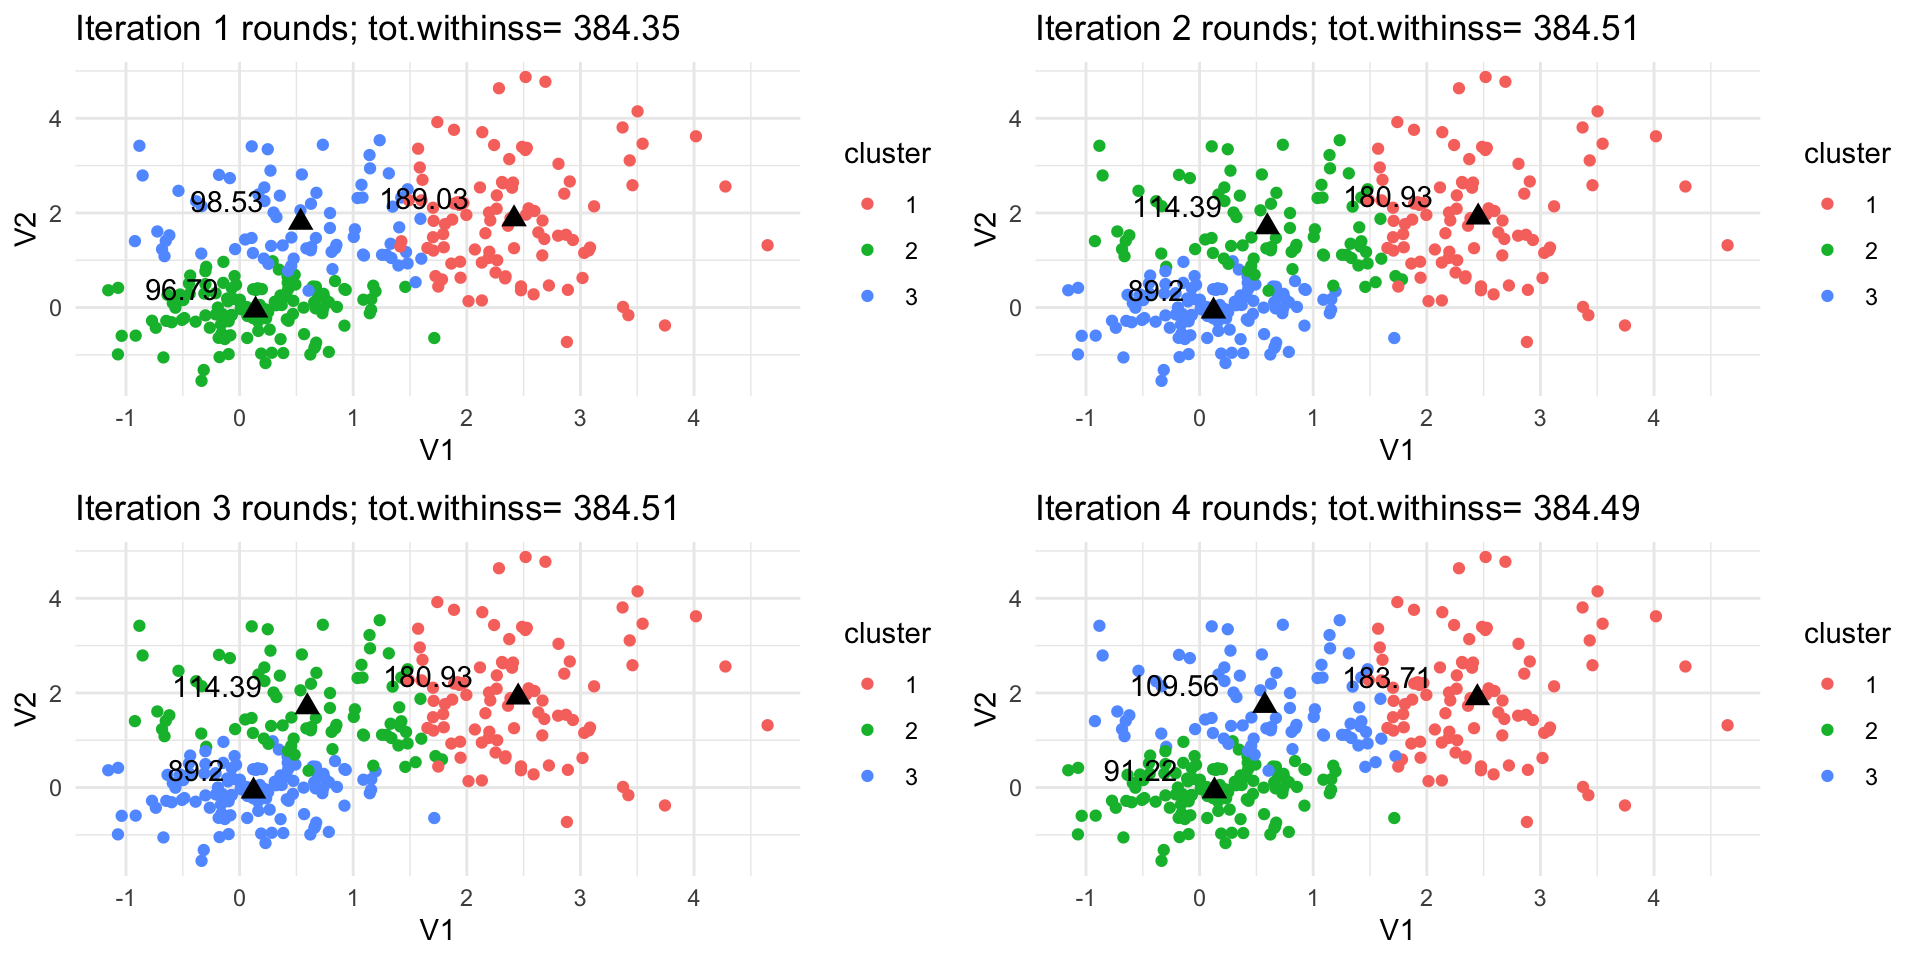 Iteration 1 rounds; tot.withinss= 384.35
4
2
0
V2
98.53
189.03
96.79
-1 0 1 2 3 4
V1
cluster
1
2
3
Iteration 2 rounds; tot.withinss= 384.51
4
2
0
V2
114.39
180.93
89.2
-1 0 1 2 3 4
V1
cluster
1
2
3
Iteration 3 rounds; tot.withinss= 384.51
4
2
0
V2
114.39
180.93
89.2
-1 0 1 2 3 4
V1
cluster
1
2
3
Iteration 4 rounds; tot.withinss= 384.49
4
2
0
V2
109.56
183.71
91.22
-1 0 1 2 3 4
V1
cluster
1
2
3